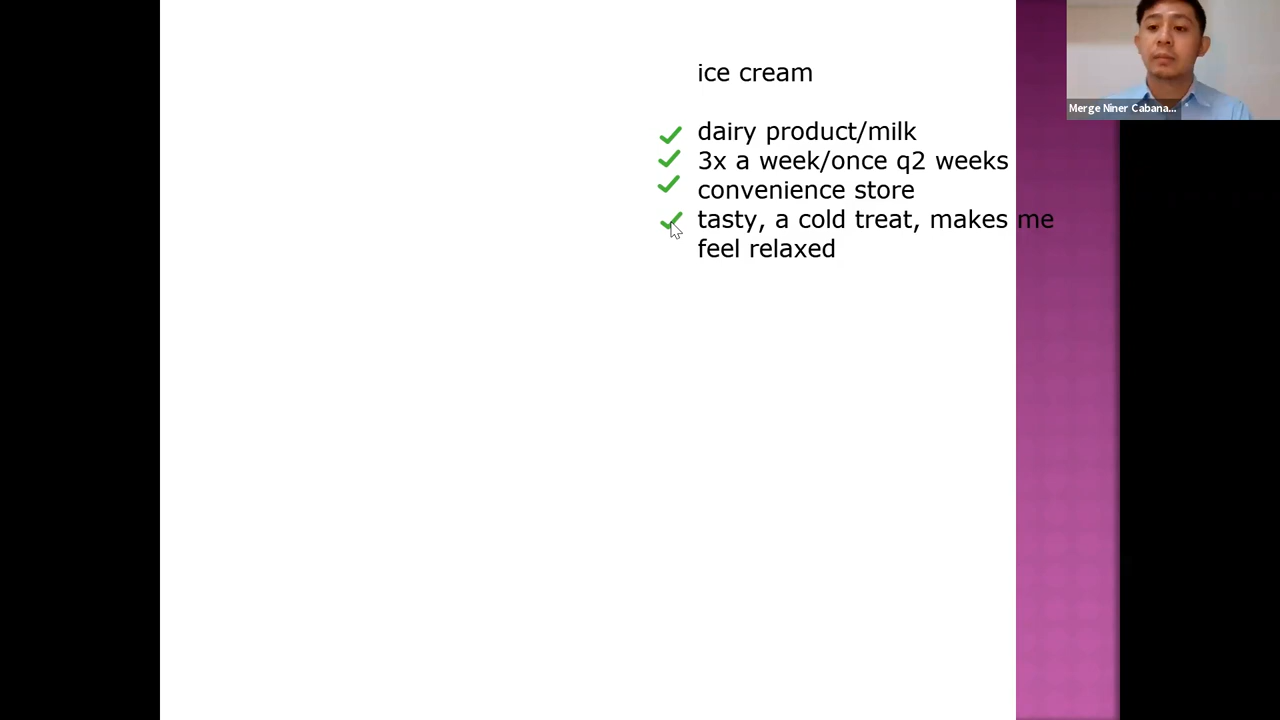 ice cream
dairy product/milk
3x a week/once q2 weeks
convenience store
tasty, a cold treat, makes me
feel relaxed
Merge Niner Cabana...